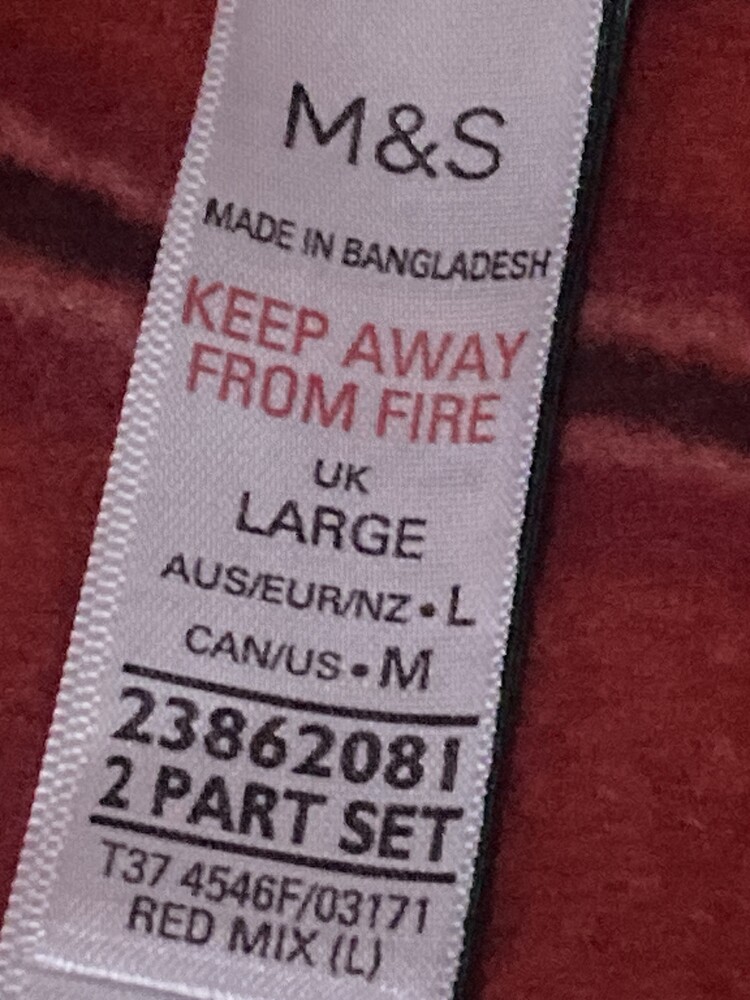 M&S
MADE IN BANGLADESH
KEEP AWAY
FROM FIRE
UK
LARGE
AUS/EUR/NZ • L
CAN/US • M
23862081
2 PART SET
T37 4546F/03171
RED MIX (L)